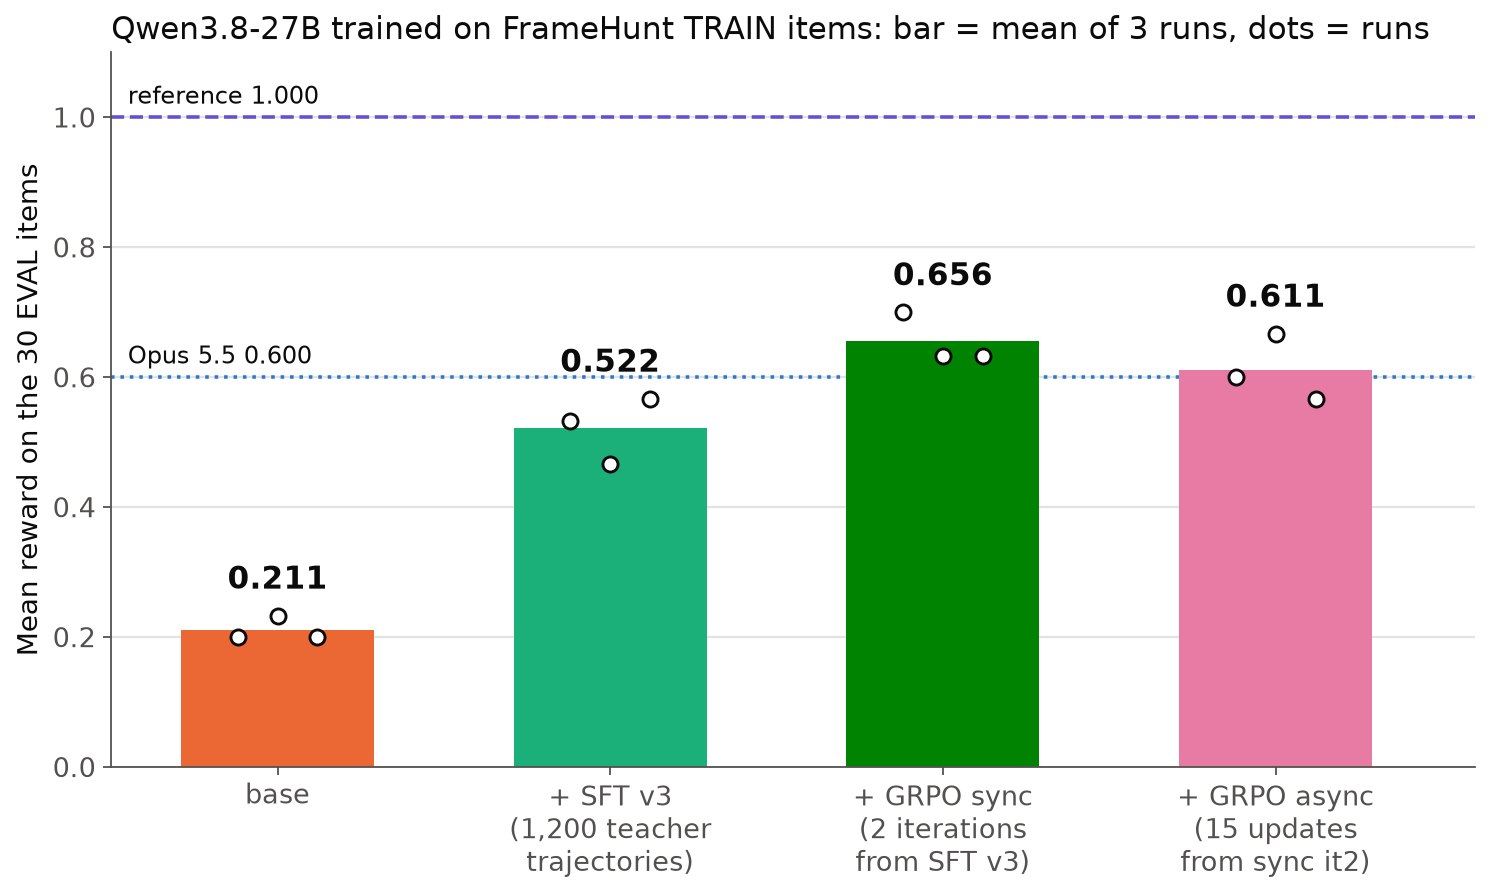 Qwen3.8-27B trained on FrameHunt TRAIN items: bar = mean of 3 runs, dots = runs
Mean reward on the 30 EVAL items
1.0
0.8
0.6
0.4
0.2
0.0
reference 1.000
Opus 5.5 0.600
0.211
0.522
0.656
0.611
base
+ SFT v3
(1,200 teacher
trajectories)
+ GRPO sync
(2 iterations
from SFT v3)
+ GRPO async
(15 updates
from sync it2)